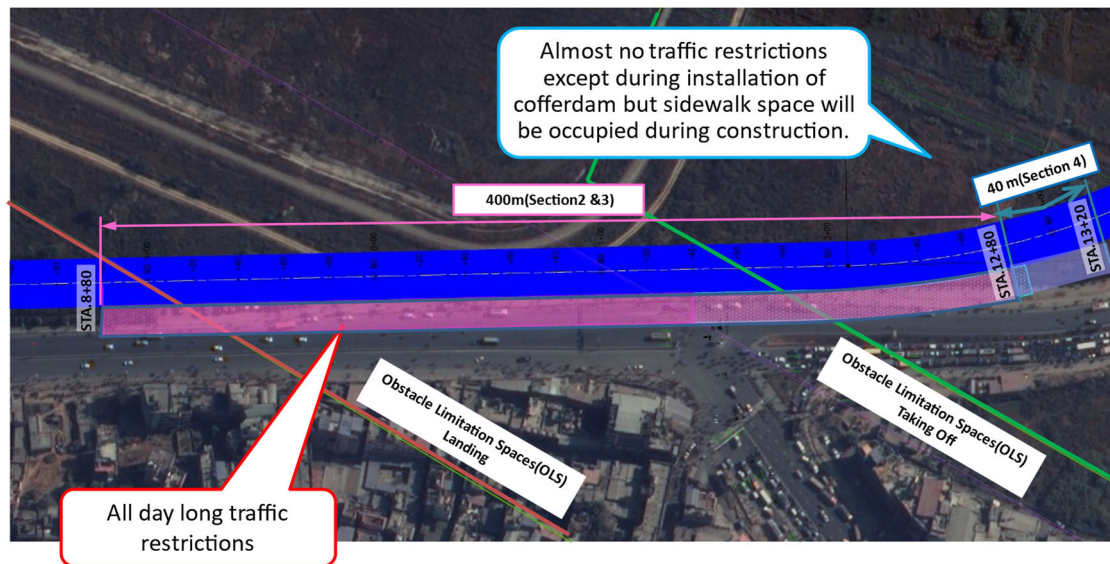 Almost no traffic restrictions
except during installation of
cofferdam but sidewalk space will
be occupied during construction.
40 m(Section 4)
400m(Section2 &3)
STA.8+80
STA.12+80
STA.13+20
Obstacle Limitation Spaces(OLS)
Landing
Obstacle Limitation Spaces(OLS)
Taking Off
All day long traffic
restrictions